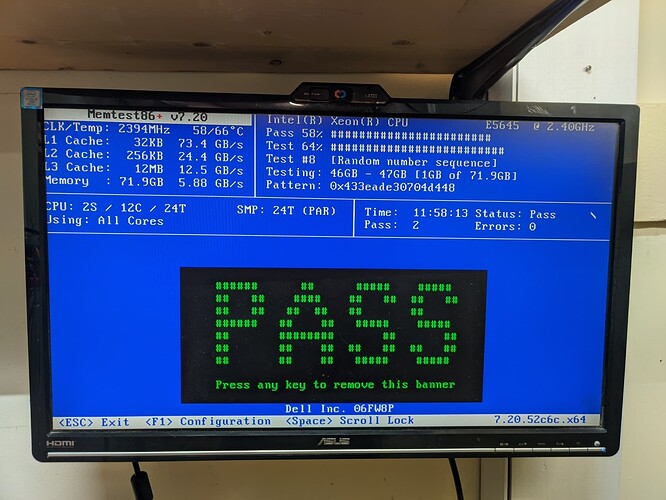 Memtest86+ v7.20
CLK/Temp: 2394MHz 58/66°C
L1 Cache: 32KB 73.4 GB/s
L2 Cache: 256KB 24.4 GB/s
L3 Cache: 12MB 12.5 GB/s
Memory : 71.9GB 5.88 GB/s
Intel(R) Xeon(R) CPU E5645 @ 2.40GHz
Pass 58% #######################
Test 64% #########################
Test #8 [Random number sequence]
Testing: 46GB - 47GB [1GB of 71.9GB]
Pattern: 0x433eade30704d448
CPU: 2S / 12C / 24T SMP: 24T (PAR)
Using: All Cores
Time: 11:58:13 Status: Pass \
Pass: 2 Errors: 0
PASS
Press any key to remove this banner
Dell Inc. 06FW8P
<ESC> Exit <F1> Configuration <Space> Scroll Lock 7.20.52c6c.x64
HDMI
ASUS